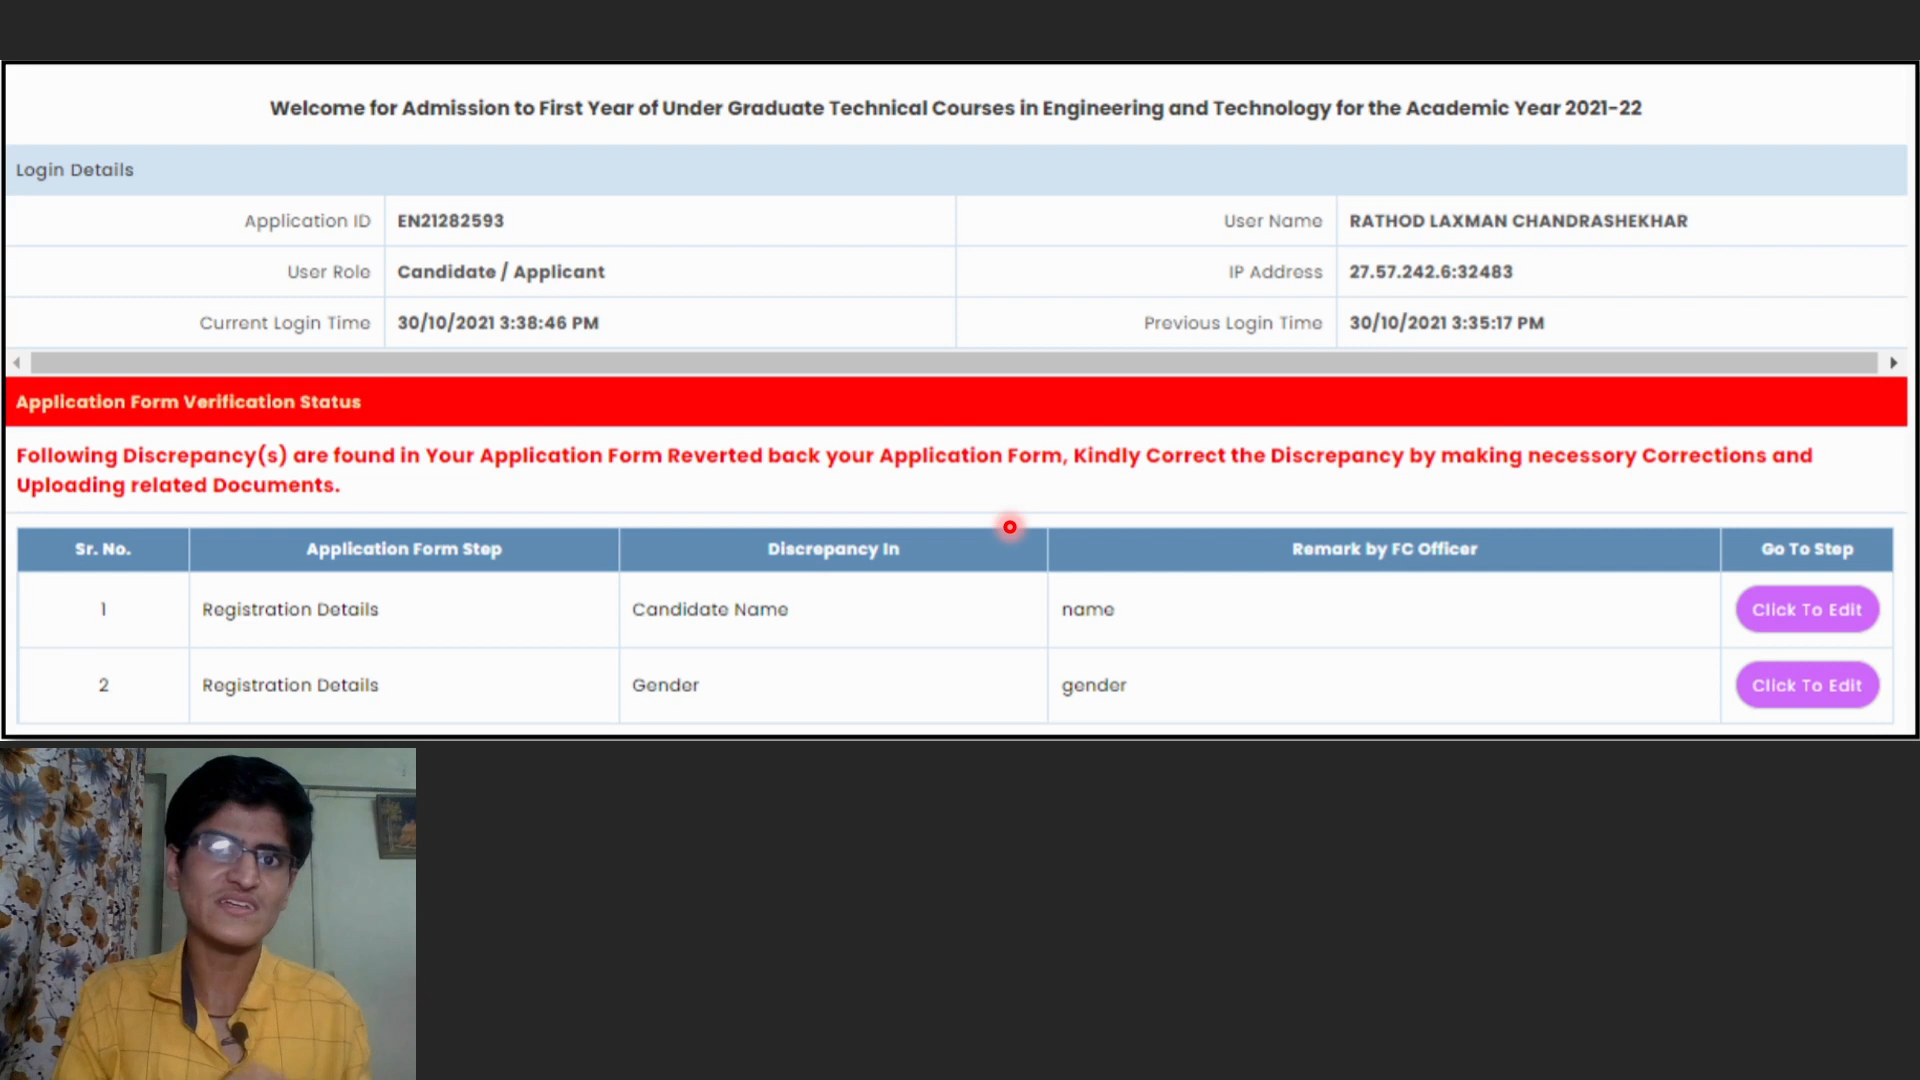 Welcome for Admission to First Year of Under Graduate Technical Courses in Engineering and Technology for the Academic Year 2021-22
Login Details
Application ID EN21282593 User Name RATHOD LAXMAN CHANDRASHEKHAR
User Role Candidate / Applicant IP Address 27.57.242.6:32483
Current Login Time 30/10/2021 3:38:46 PM Previous Login Time 30/10/2021 3:35:17 PM
Application Form Verification Status
Following Discrepancy(s) are found in Your Application Form Reverted back your Application Form, Kindly Correct the Discrepancy by making necessory Corrections and
Uploading related Documents.
Sr. No. Application Form Step Discrepancy In Remark by FC Officer Go To Step
1 Registration Details Candidate Name name Click To Edit
2 Registration Details Gender gender Click To Edit